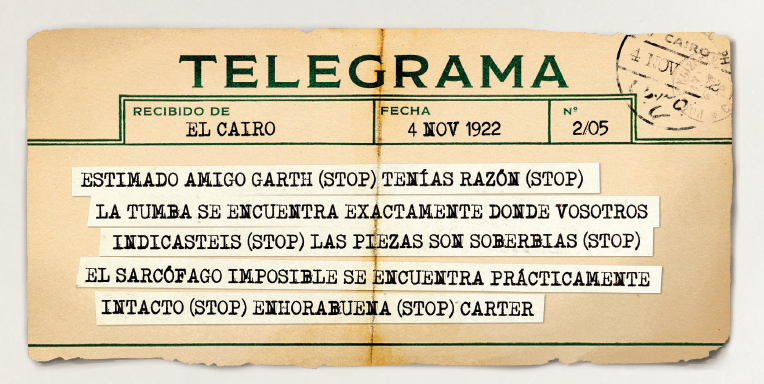 TELEGRAMA
RECIBIDO DE
EL CAIRO
FECHA
4 NOV 1922
Nº
2/05
CAIRO
4 NOV
ESTIMADO AMIGO GARTH (STOP) TENÍAS RAZÓN (STOP)
LA TUMBA SE ENCUENTRA EXACTAMENTE DONDE VOSOTROS
INDICASTEIS (STOP) LAS PIEZAS SON SOBERBIAS (STOP)
EL SARCÓFAGO IMPOSIBLE SE ENCUENTRA PRÁCTICAMENTE
INTACTO (STOP) ENHORABUENA (STOP) CARTER